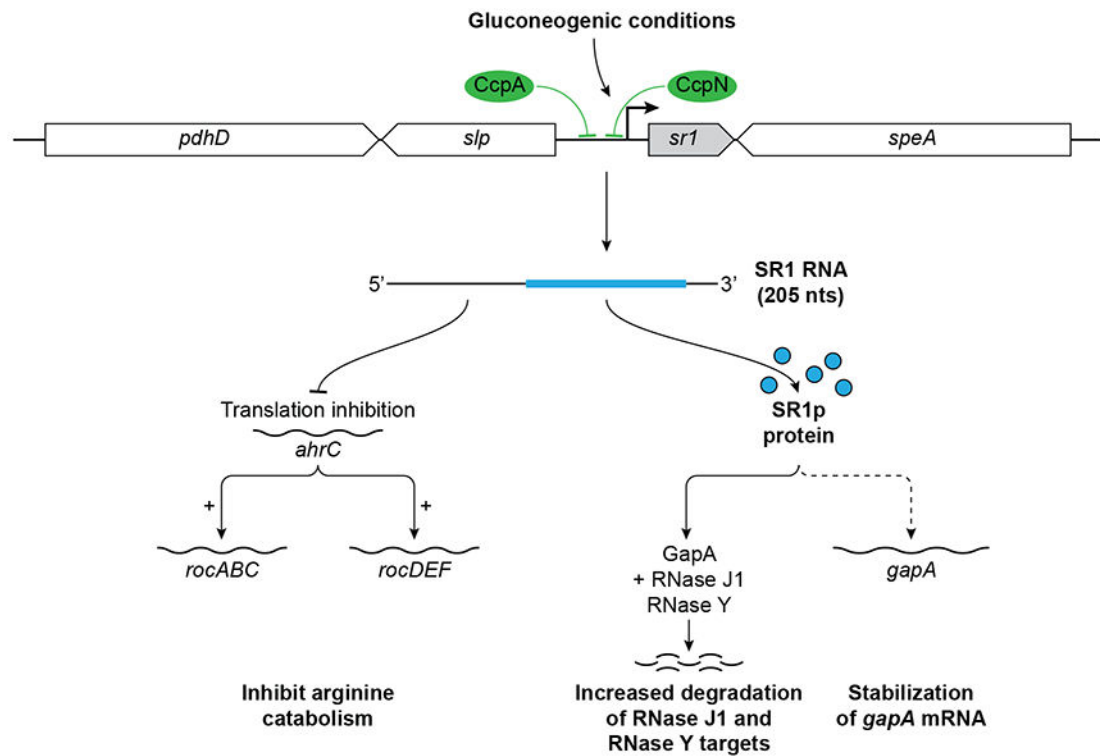 Gluconeogenic conditions
CcpA
CcpN
pdhD
slp
sr1
speA
5’
3’
SR1 RNA
(205 nts)
Translation inhibition
ahrC
+
+
rocABC
rocDEF
Inhibit arginine
catabolism
SR1p
protein
GapA
+ RNase J1
RNase Y
gapA
Increased degradation
of RNase J1 and
RNase Y targets
Stabilization
of gapA mRNA